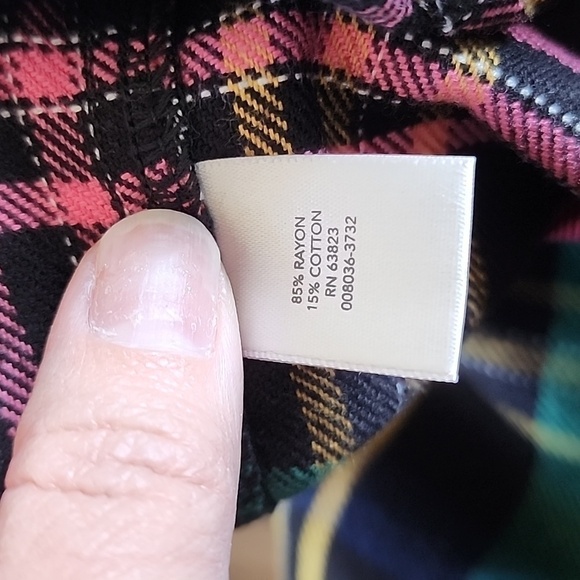 85% RAYON
15% COTTON
RN 63823
008036-3732